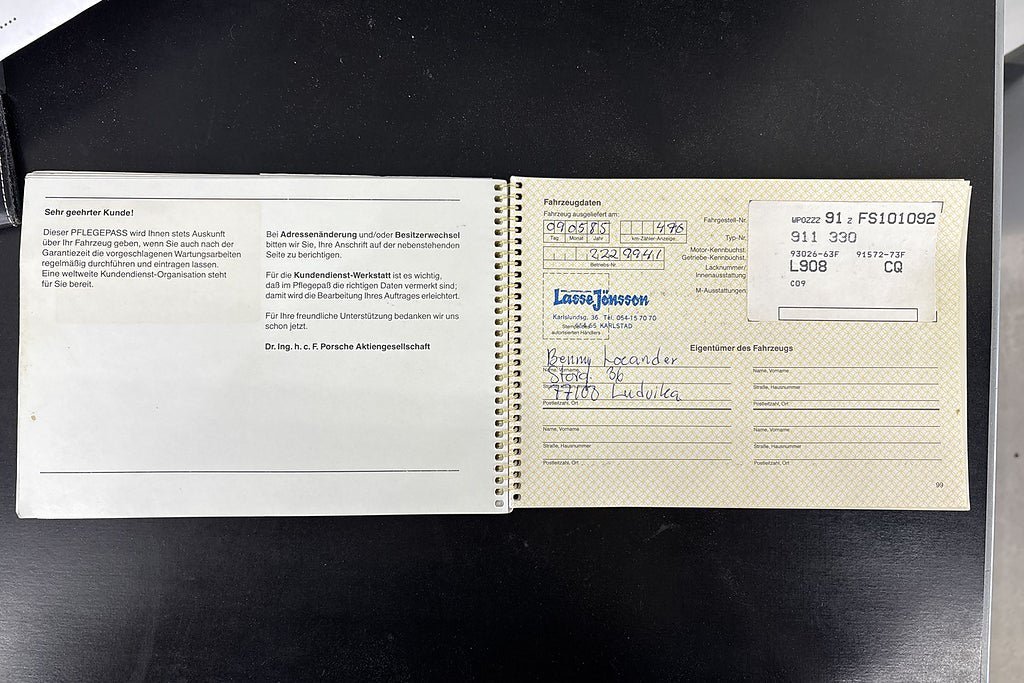 Sehr geehrter Kunde!
Dieser PFLEGEPASS wird Ihnen stets Auskunft
über Ihr Fahrzeug geben, wenn Sie auch nach der
Garantiezeit die vorgeschlagenen Wartungsarbeiten
regelmäßig durchführen und eintragen lassen.
Eine weltweite Kundendienst-Organisation steht
für Sie bereit.
Bei Adressenänderung und/oder Besitzerwechsel
bitten wir Sie, Ihre Anschrift auf der nebenstehenden
Seite zu berichtigen.
Für die Kundendienst-Werkstatt ist es wichtig,
daß im Pflegepaß die richtigen Daten vermerkt sind;
damit wird die Bearbeitung Ihres Auftrages erleichtert.
Für Ihre freundliche Unterstützung bedanken wir uns
schon jetzt.
Dr. Ing. h. c. F. Porsche Aktiengesellschaft
Fahrzeugdaten
Fahrzeug ausgeliefert am:
090585 496
Tag Monat Jahr km-Zähler-Anzeige
2229941
Betriebs-Nr.
Lasse Jönsson
Karlslundsg. 36. Tel. 054-15 70 70
654 65 KARLSTAD
autorisierten Händlers
Fahrgestell-Nr.
Typ-Nr.
Motor-Kennbuchst.
Getriebe-Kennbuchst.
Lacknummer/
Innenausstattung
M-Ausstattungen
WPOZZZ 91 Z FS101092
911 330
93026-63F 91572-73F
L908 CQ
C09
Eigentümer des Fahrzeugs
Benny Locander
Storg. 36
77100 Ludvika
Name, Vorname
Straße, Hausnummer
Postleitzahl, Ort
Name, Vorname
Straße, Hausnummer
Postleitzahl, Ort
Name, Vorname
Straße, Hausnummer
Postleitzahl, Ort
Name, Vorname
Straße, Hausnummer
Postleitzahl, Ort
99